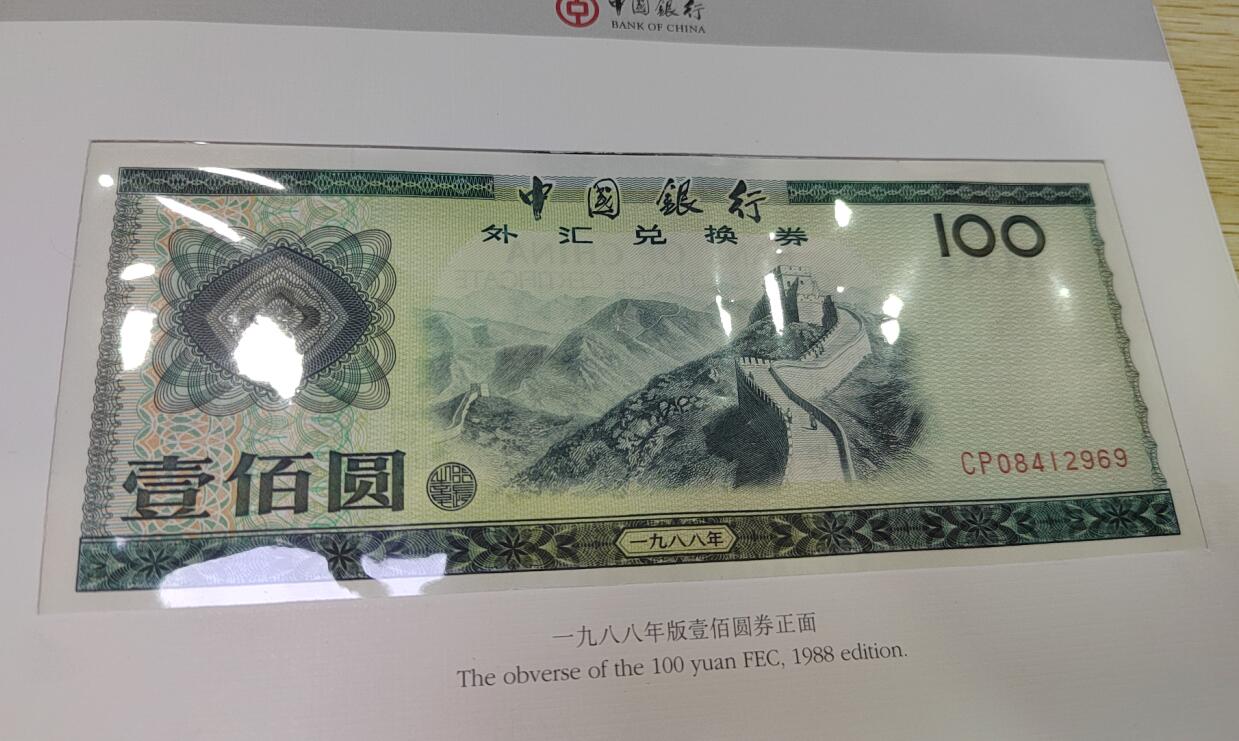 中國銀行
BANK OF CHINA
中國銀行
外汇兑换券
100
CP08412969
壹佰圆
一九八八年
一九八八年版壹佰圆券正面
The obverse of the 100 yuan FEC, 1988 edition.